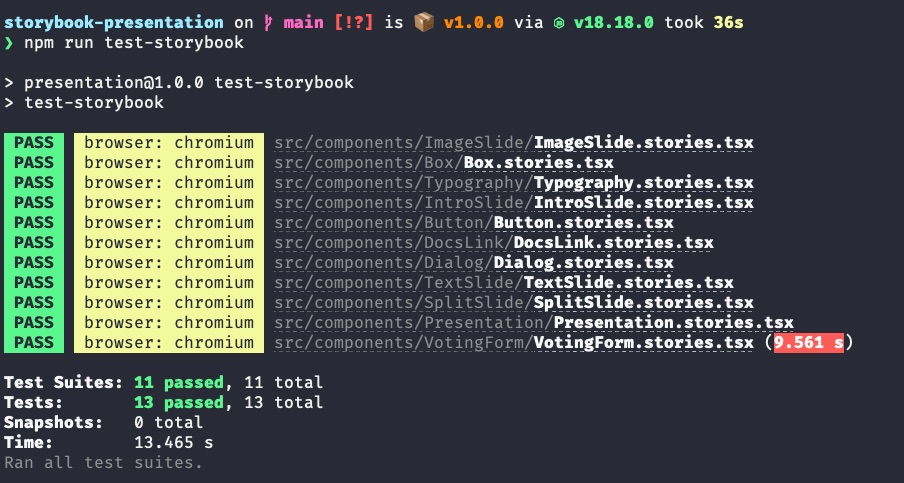 storybook-presentation on main [!?] is 📦 v1.0.0 via v18.18.0 took 36s
❯ npm run test-storybook
> presentation@1.0.0 test-storybook
> test-storybook
PASS browser: chromium src/components/ImageSlide/ImageSlide.stories.tsx
PASS browser: chromium src/components/Box/Box.stories.tsx
PASS browser: chromium src/components/Typography/Typography.stories.tsx
PASS browser: chromium src/components/IntroSlide/IntroSlide.stories.tsx
PASS browser: chromium src/components/Button/Button.stories.tsx
PASS browser: chromium src/components/DocsLink/DocsLink.stories.tsx
PASS browser: chromium src/components/Dialog/Dialog.stories.tsx
PASS browser: chromium src/components/TextSlide/TextSlide.stories.tsx
PASS browser: chromium src/components/SplitSlide/SplitSlide.stories.tsx
PASS browser: chromium src/components/Presentation/Presentation.stories.tsx
PASS browser: chromium src/components/VotingForm/VotingForm.stories.tsx (9.561 s)
Test Suites: 11 passed, 11 total
Tests: 13 passed, 13 total
Snapshots: 0 total
Time: 13.465 s
Ran all test suites.